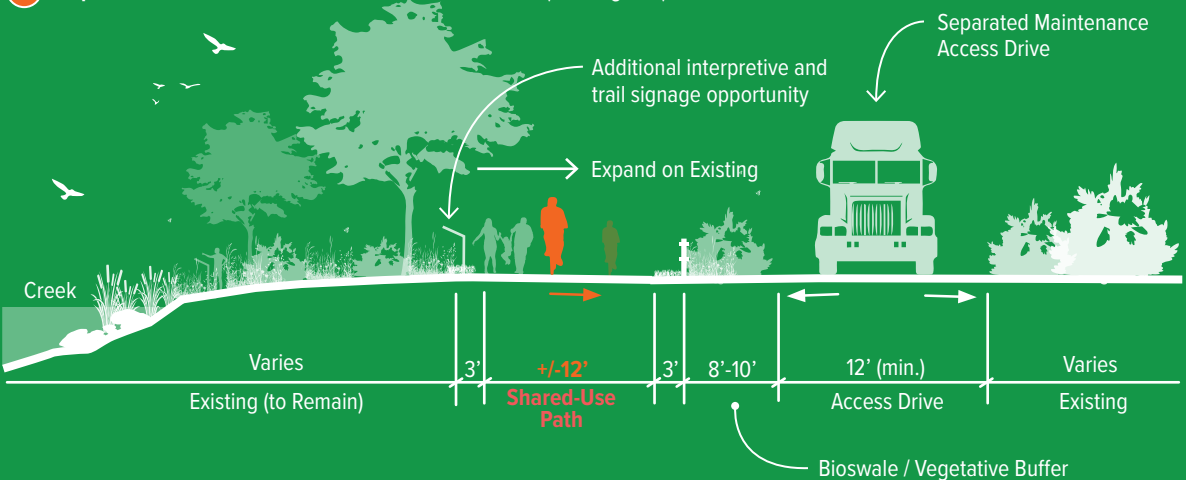 Separated Maintenance
Access Drive
Additional interpretive and
trail signage opportunity
Expand on Existing
Creek
Varies
3’
+/-12’
3’
8’-10’
12’ (min.)
Varies
Existing (to Remain)
Shared-Use
Path
Access Drive
Existing
Bioswale / Vegetative Buffer